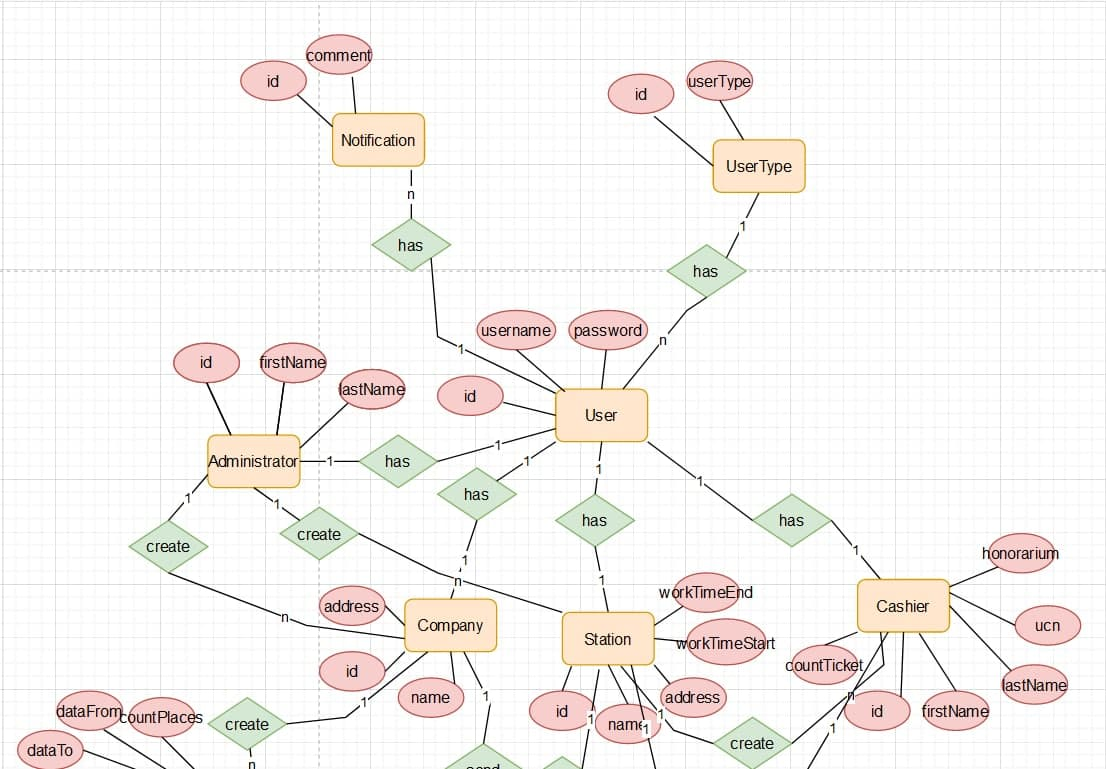 comment
id
Notification
id
userType
UserType
n
has
1
has
1
n
username
password
id
User
id
firstName
lastName
Administrator
1
has
1
1
has
1
1
has
1
1
has
1
1
create
1
create
n
n
address
id
name
Company
workTimeEnd
workTimeStart
address
Station
id
name
honorarium
ucn
lastName
Cashier
countTicket
id
firstName
n
1
1
create
1
1
1
1
create
n
dataFrom
countPlaces
dataTo
send